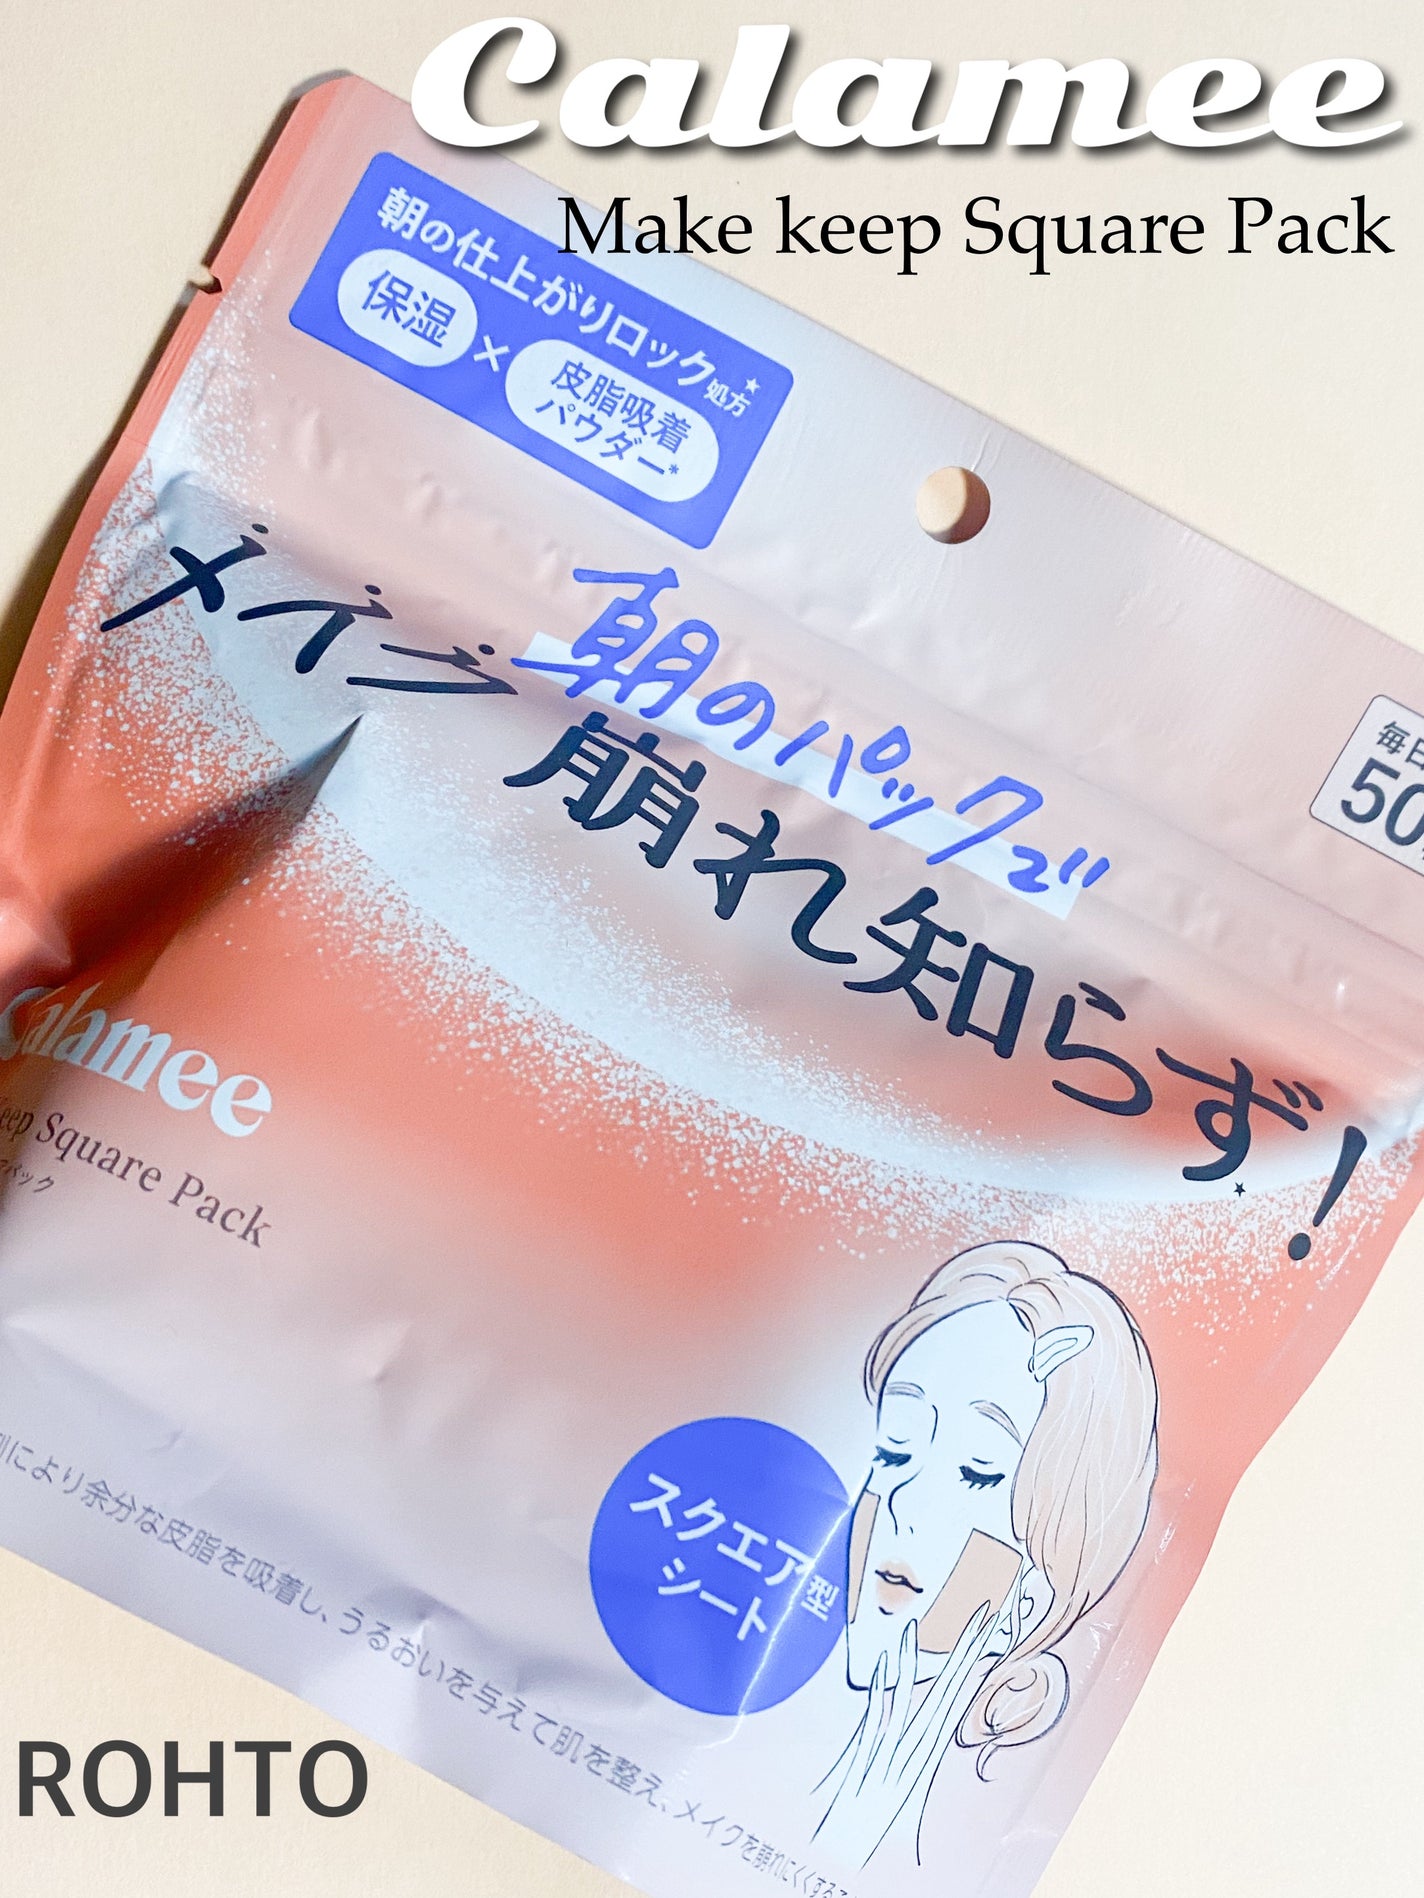 Calamee
Make keep Square Pack
朝の仕上がりロック処方★
保湿
×
皮脂吸着
パウダー*
朝のパックで
メイク
崩れ知らず!
★
毎日
50
Calamee
Square Pack
パック
スクエア型
シート
により余分な皮脂を吸着し、うるおいを与えて肌を整え、メイクを崩れにくくする
ROHTO